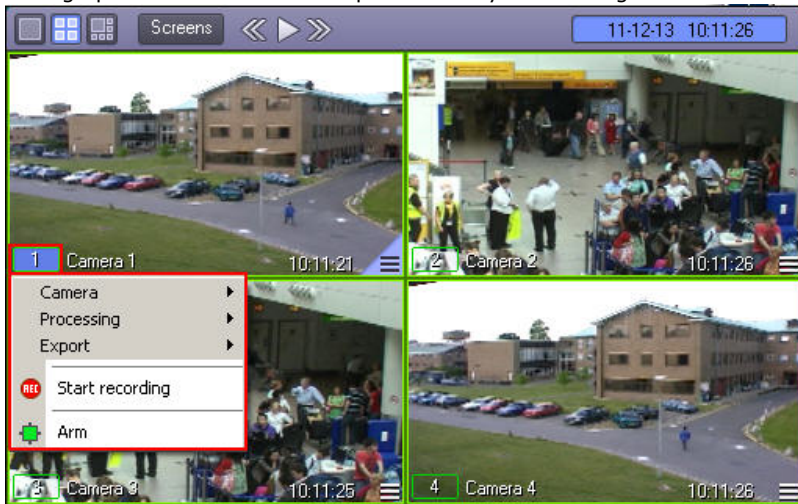 Screens
11-12-13 10:11:26
1 Camera 1 10:11:21
2 Camera 2 10:11:26
Camera
Processing
Export
REC Start recording
Arm
3 Camera 3 10:11:25
4 Camera 4 10:11:26